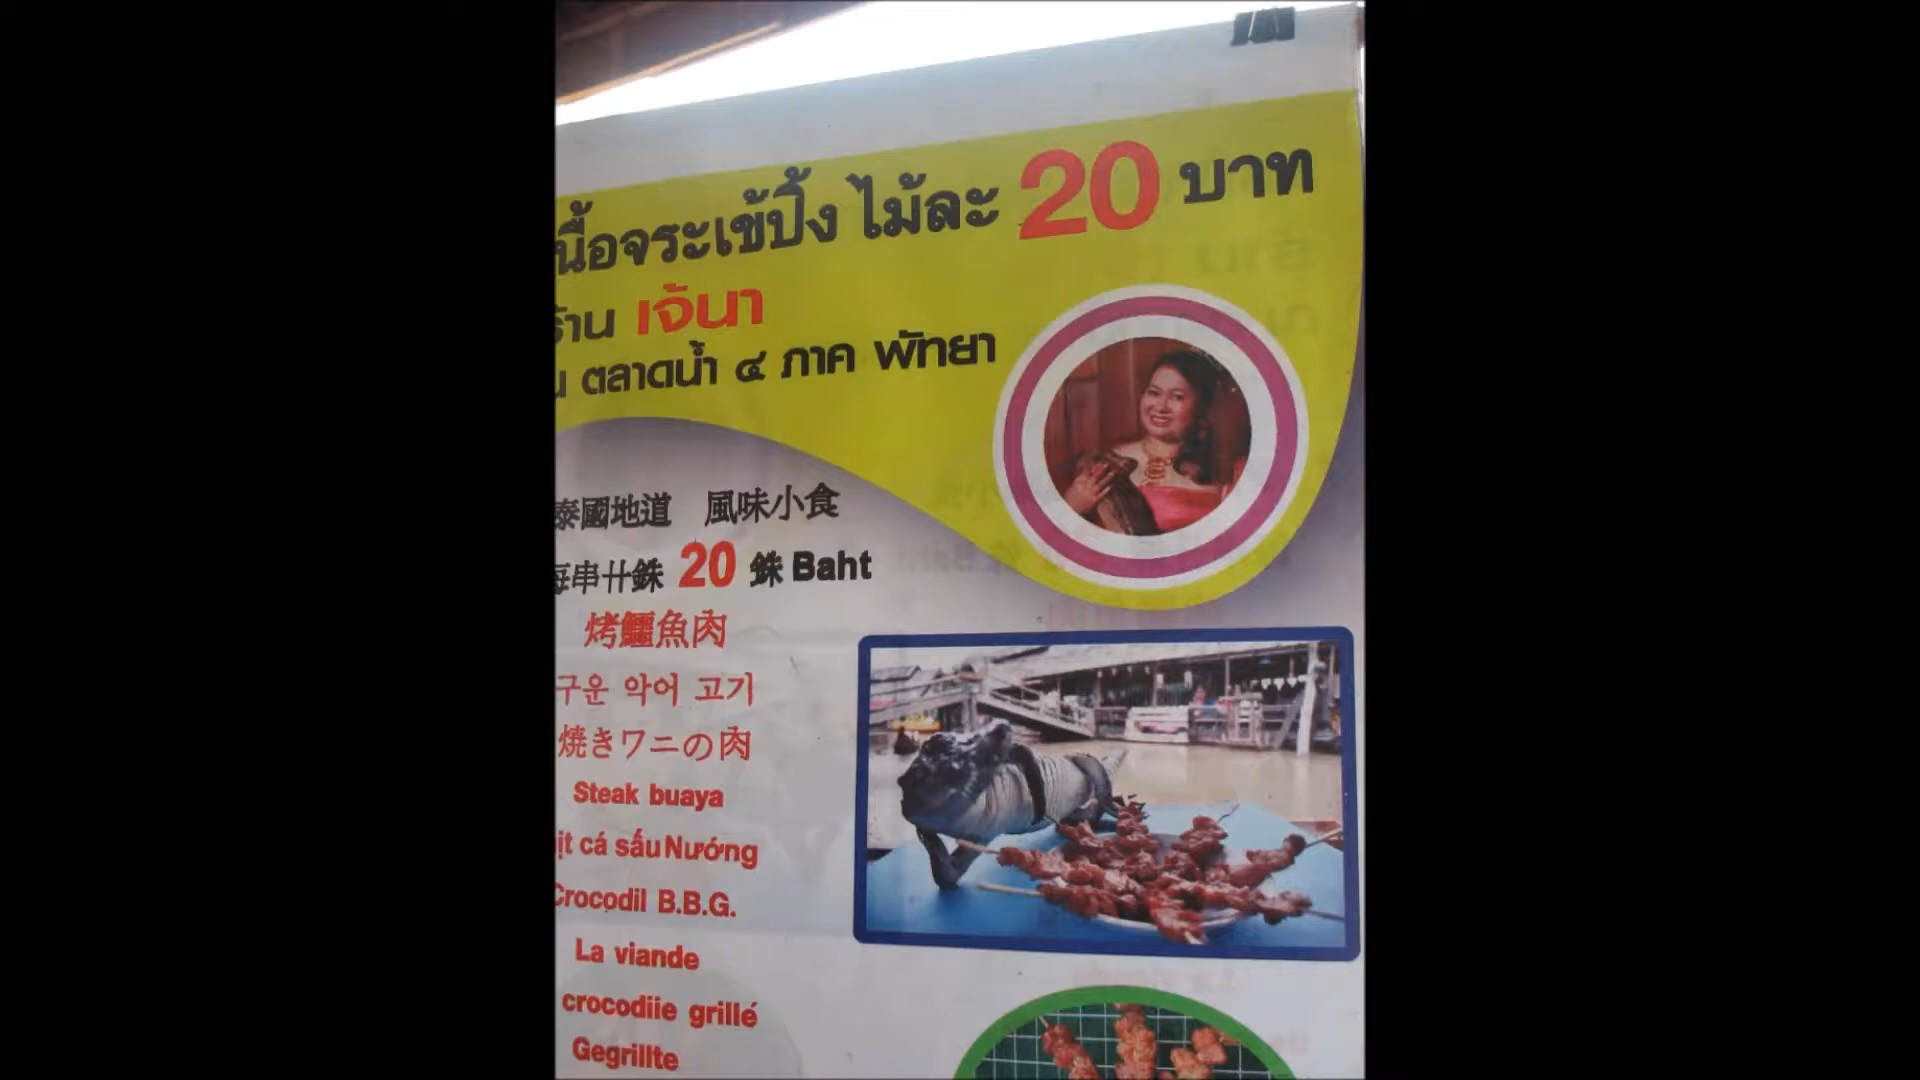 นื้อจระเข้ปิ้ง ไม้ละ 20 บาท
ร้าน เจ๊นา
ตลาดน้ำ ๔ ภาค พัทยา
泰國地道 風味小食
每串廿銖 20 銖 Baht
烤鱷魚肉
구운 악어 고기
焼きワニの肉
Steak buaya
ịt cá sấu Nướng
Crocodil B.B.G.
La viande
crocodiie grillé
Gegrillte